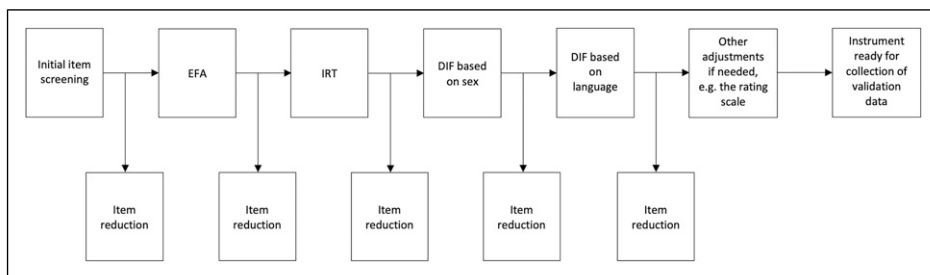 Initial item
screening
EFA
IRT
DIF based
on sex
DIF based
on
language
Other
adjustments
if needed,
e.g. the rating
scale
Instrument
ready for
collection of
validation
data
Item
reduction
Item
reduction
Item
reduction
Item
reduction
Item
reduction